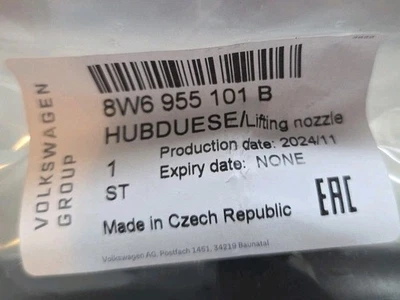 VOLKSWAGEN
GROUP
8W6 955 101 B
HUBDUESE/Lifting nozzle
1
ST
Production date: 2024/11
Expiry date: NONE
EAC
Made in Czech Republic
Volkswagen AG, Postfach 1461, 34219 Baunatal